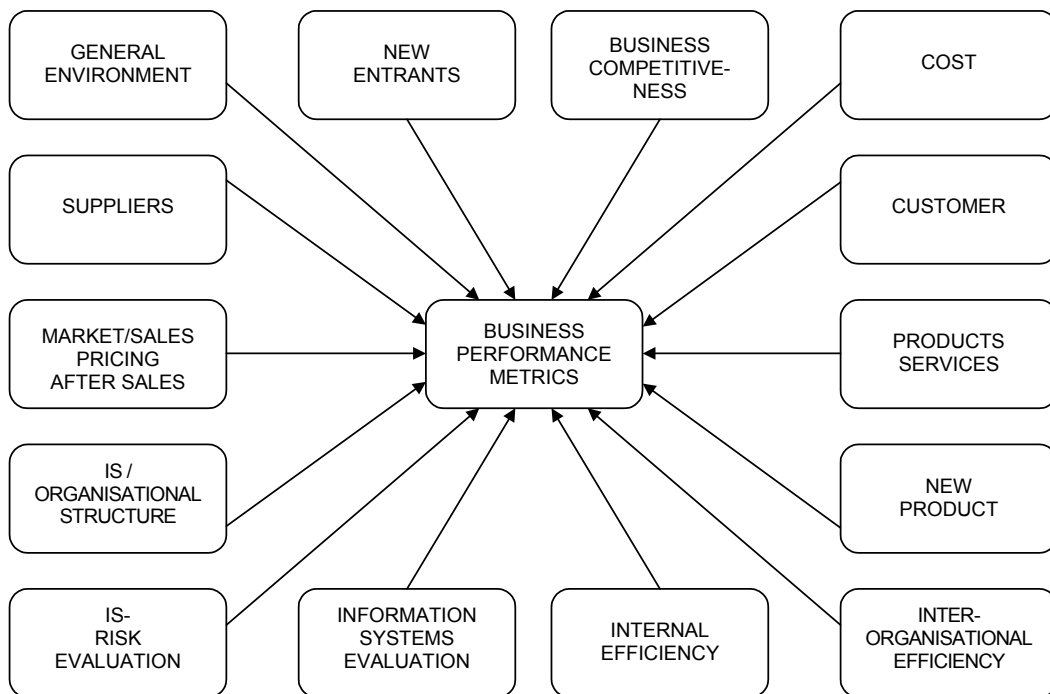 GENERAL
ENVIRONMENT
NEW
ENTRANTS
BUSINESS
COMPETITIVE-
NESS
COST
SUPPLIERS
CUSTOMER
MARKET/SALES
PRICING
AFTER SALES
BUSINESS
PERFORMANCE
METRICS
PRODUCTS
SERVICES
IS /
ORGANISATIONAL
STRUCTURE
NEW
PRODUCT
IS-
RISK
EVALUATION
INFORMATION
SYSTEMS
EVALUATION
INTERNAL
EFFICIENCY
INTER-
ORGANISATIONAL
EFFICIENCY